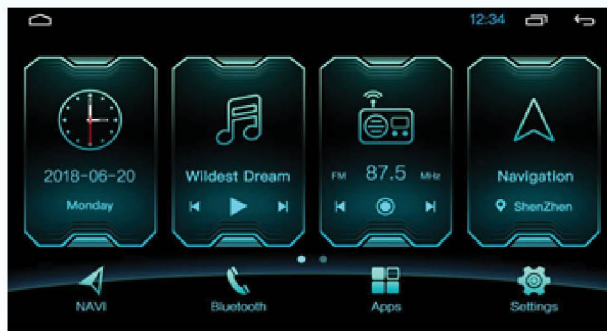 12:34
2018-06-20
Monday
Wildest Dream
FM 87.5 MHz
Navigation
ShenZhen
NAVI
Bluetooth
Apps
Settings